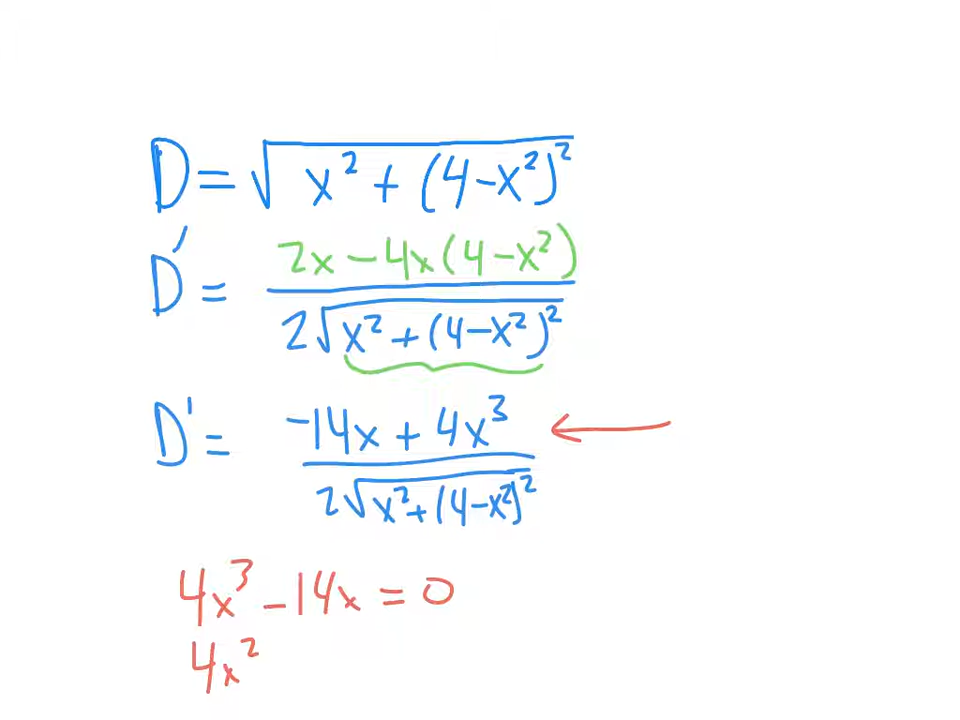 D = √(x² + (4-x²)²)
D' = (2x - 4x(4-x²)) / (2√(x² + (4-x²)²))
D' = (-14x + 4x³) / (2√(x² + (4-x²)²))
4x³ - 14x = 0
4x²